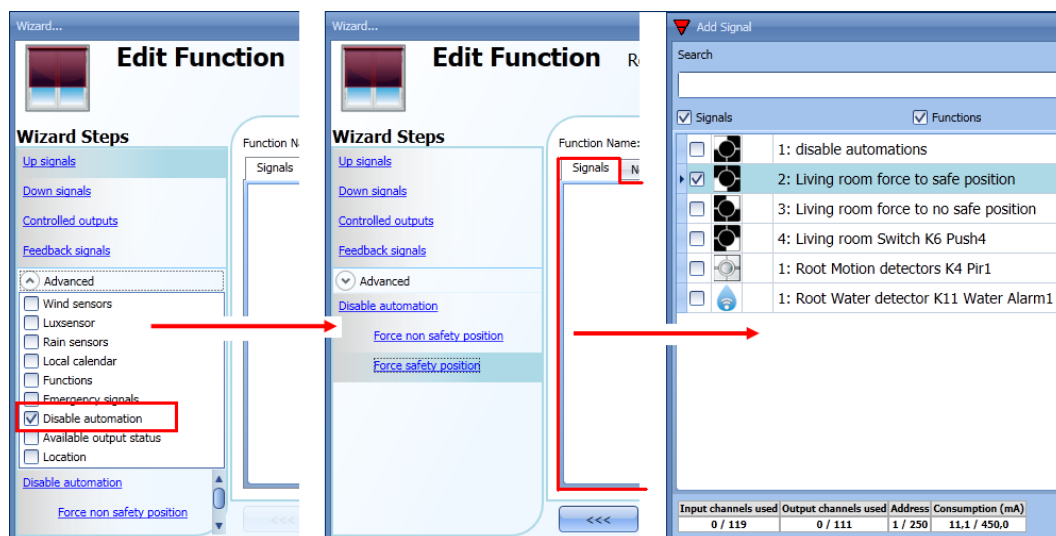 Wizard...
Edit Function
Wizard Steps
Up signals
Down signals
Controlled outputs
Feedback signals
Advanced
Wind sensors
Luxsensor
Rain sensors
Local calendar
Functions
Emergency signals
Disable automation
Available output status
Location
Disable automation
Force non safety position
Function N
Signals
<<<
Wizard...
Edit Function
Wizard Steps
Up signals
Down signals
Controlled outputs
Feedback signals
Advanced
Disable automation
Force non safety position
Force safety position
Function Name:
Signals
N
<<<
Add Signal
Search
Signals Functions
1: disable automations
2: Living room force to safe position
3: Living room force to no safe position
4: Living room Switch K6 Push4
1: Root Motion detectors K4 Pir1
1: Root Water detector K11 Water Alarm1
Input channels used Output channels used Address Consumption (mA)
0 / 119 0 / 111 1 / 250 11,1 / 450,0